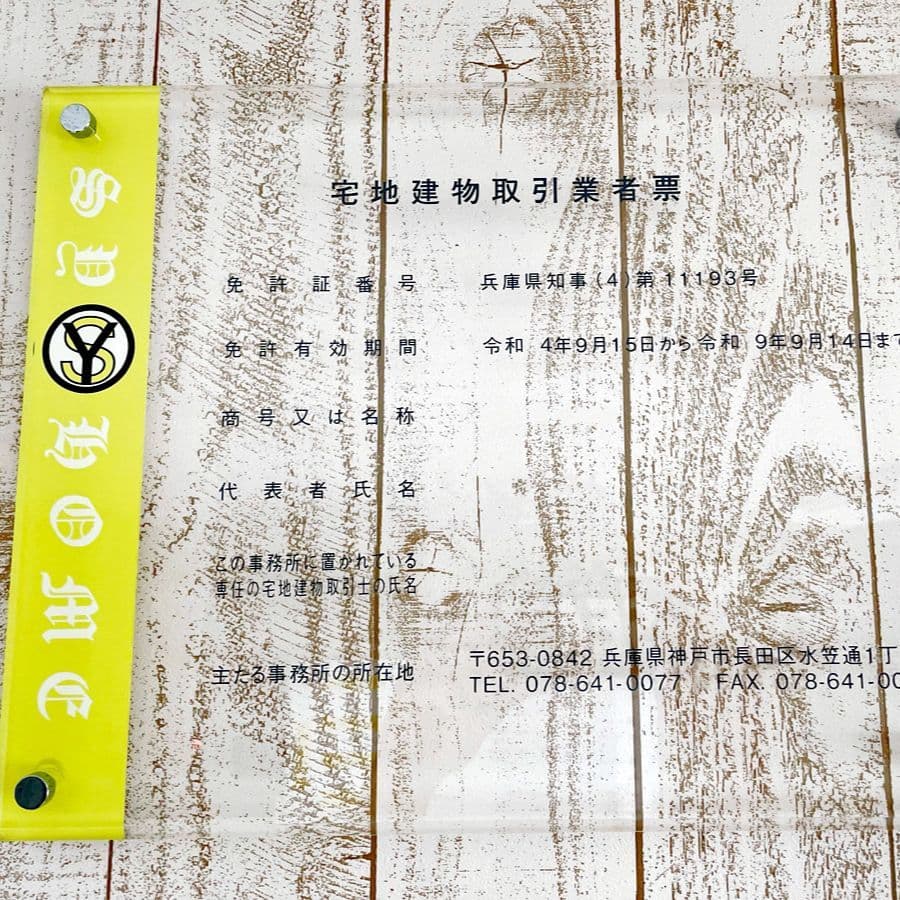 SY HOME
宅地建物取引業者票
免許証番号 兵庫県知事(4)第11193号
免許有効期間 令和 4年9月15日から令和 9年9月14日まで
商号又は名称
代表者氏名
この事務所に置かれている
専任の宅地建物取引士の氏名
主たる事務所の所在地 〒653-0842 兵庫県神戸市長田区水笠通1丁
TEL. 078-641-0077 FAX. 078-641-00